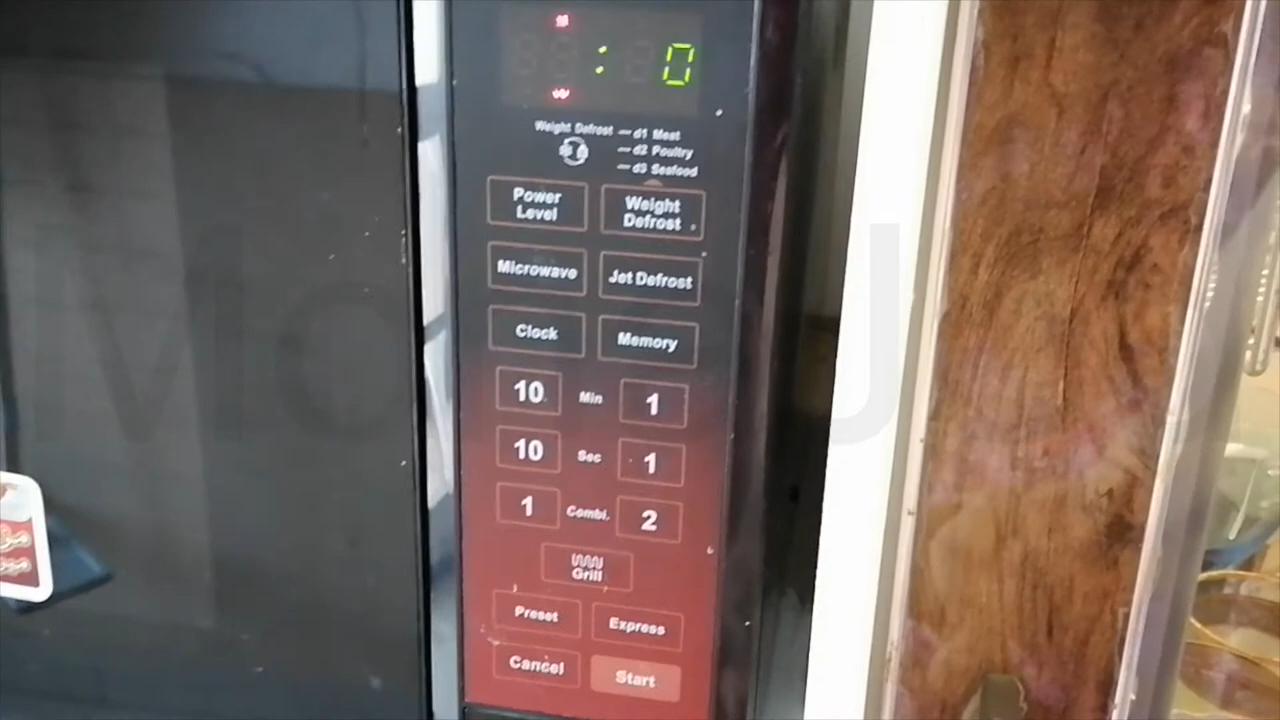 : 0
Weight Defrost
d1 Meat
d2 Poultry
d3 Seafood
Power Level
Weight Defrost
Microwave
Jet Defrost
Clock
Memory
10 Min 1
10 Sec 1
1 Combi. 2
Grill
Preset
Express
Cancel
Start